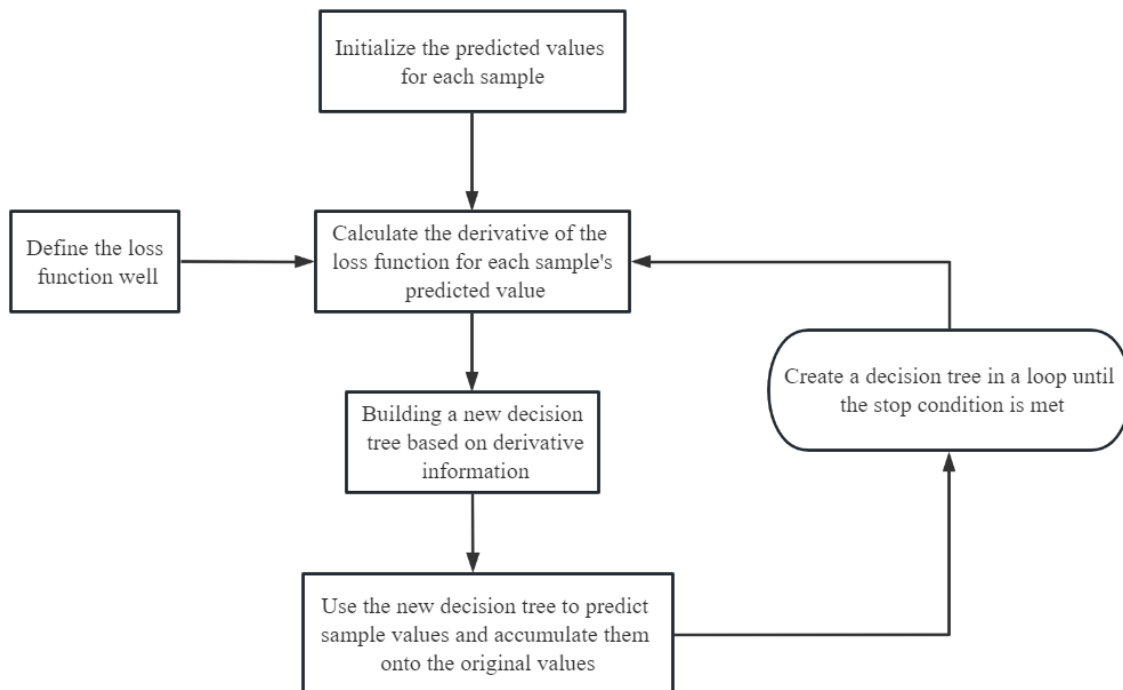 Initialize the predicted values
for each sample
Define the loss
function well
Calculate the derivative of the
loss function for each sample's
predicted value
Building a new decision
tree based on derivative
information
Use the new decision tree to predict
sample values and accumulate them
onto the original values
Create a decision tree in a loop until
the stop condition is met